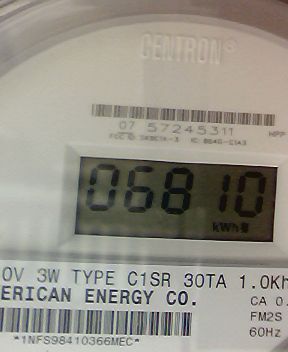 CENTRON®
07 57245311
06810
kWh
0V 3W TYPE C1SR 30TA 1.0Kh
ERICAN ENERGY CO.
CA 0.
FM2S
60Hz
*1NFS98410366MEC*